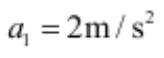 a₁ = 2m/s²